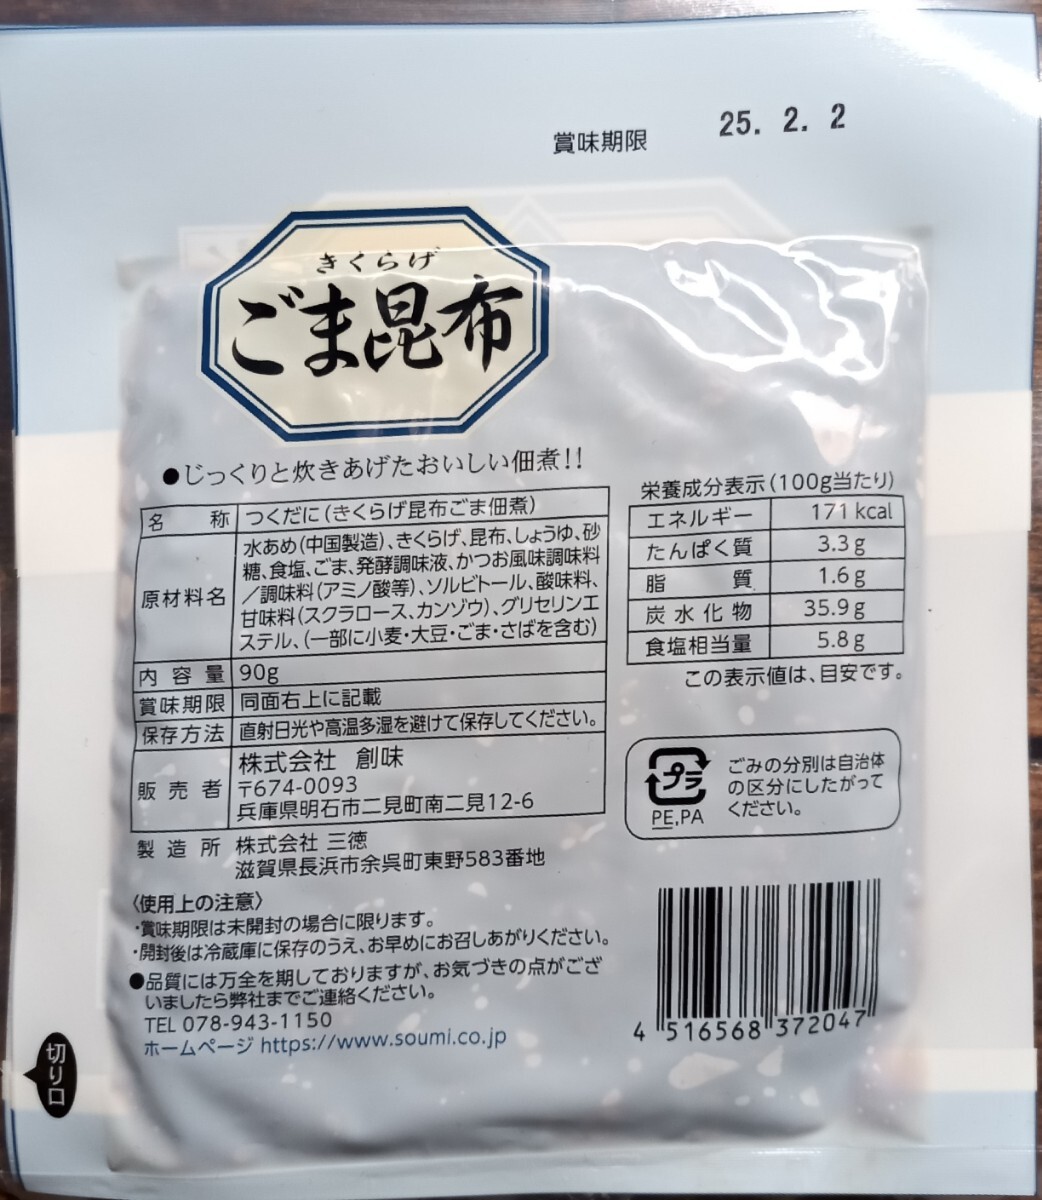 賞味期限 25. 2. 2
きくらげ
ごま昆布
●じっくりと炊きあげたおいしい佃煮!!
名称 つくだに(きくらげ昆布ごま佃煮)
原材料名 水あめ(中国製造)、きくらげ、昆布、しょうゆ、砂
糖、食塩、ごま、発酵調味液、かつお風味調味料
/調味料(アミノ酸等)、ソルビトール、酸味料、
甘味料(スクラロース、カンゾウ)、グリセリンエ
ステル、(一部に小麦・大豆・ごま・さばを含む)
内容量 90g
賞味期限 同面右上に記載
保存方法 直射日光や高温多湿を避けて保存してください。
販売者 株式会社 創味
〒674-0093
兵庫県明石市二見町南二見12-6
製造所 株式会社 三徳
滋賀県長浜市余呉町東野583番地
〈使用上の注意〉
・賞味期限は未開封の場合に限ります。
・開封後は冷蔵庫に保存のうえ、お早めにお召しあがりください。
●品質には万全を期しておりますが、お気づきの点がござ
いましたら弊社までご連絡ください。
TEL 078-943-1150
ホームページ https://www.soumi.co.jp
栄養成分表示(100g当たり)
エネルギー 171 kcal
たんぱく質 3.3g
脂質 1.6g
炭水化物 35.9g
食塩相当量 5.8g
この表示値は、目安です。
プラ
PE,PA
ごみの分別は自治体
の区分にしたがって
ください。
4 516568 372047
切り口